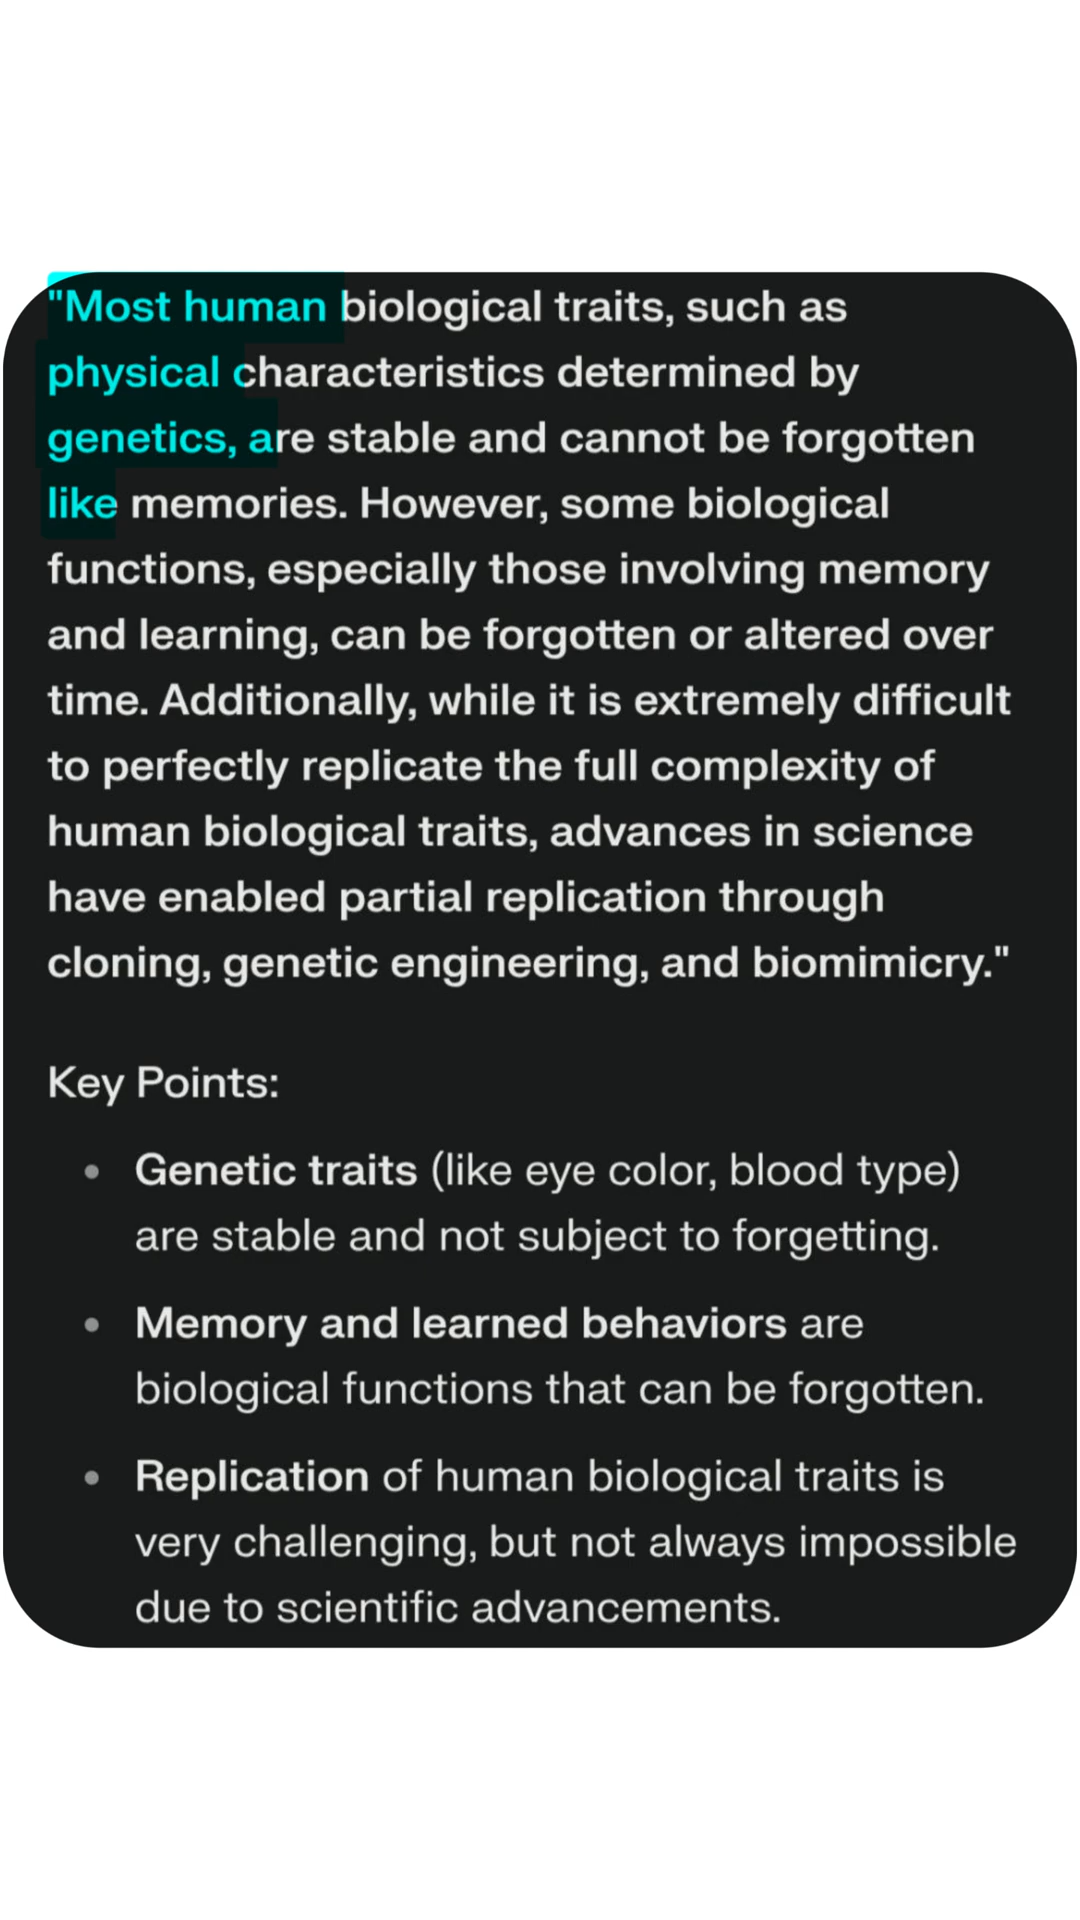 "Most human biological traits, such as
physical characteristics determined by
genetics, are stable and cannot be forgotten
like memories. However, some biological
functions, especially those involving memory
and learning, can be forgotten or altered over
time. Additionally, while it is extremely difficult
to perfectly replicate the full complexity of
human biological traits, advances in science
have enabled partial replication through
cloning, genetic engineering, and biomimicry."
Key Points:
• Genetic traits (like eye color, blood type)
are stable and not subject to forgetting.
• Memory and learned behaviors are
biological functions that can be forgotten.
• Replication of human biological traits is
very challenging, but not always impossible
due to scientific advancements.